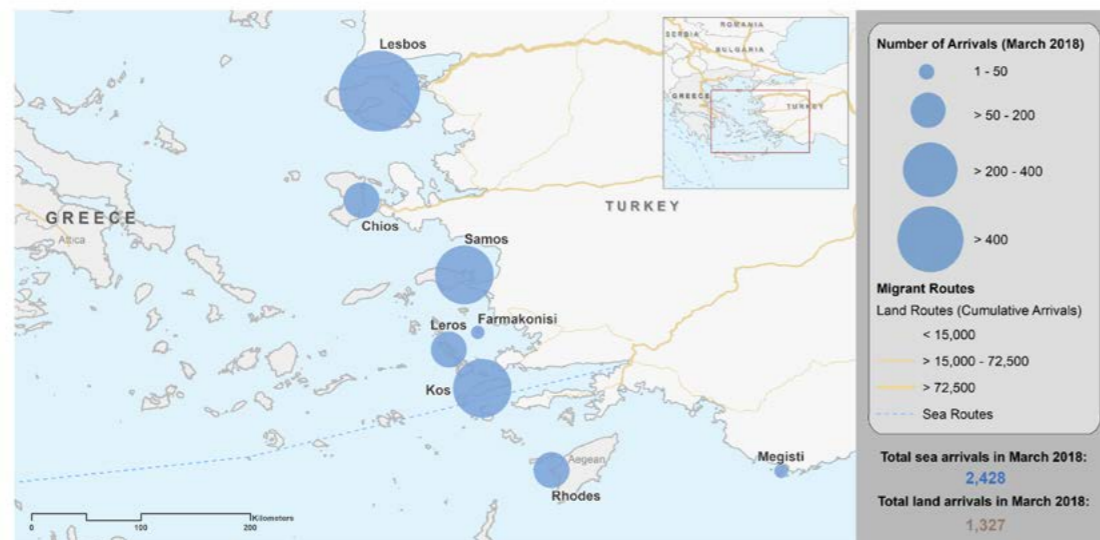 Lesbos
Chios
Samos
Farmakonisi
Leros
Kos
Rhodes
Megisti
GREECE
Attica
TURKEY
Aegean
0 100 200
Kilometers
ROMANIA
SERBIA
BULGARIA
GREECE
TURKEY
Number of Arrivals (March 2018)
1 - 50
> 50 - 200
> 200 - 400
> 400
Migrant Routes
Land Routes (Cumulative Arrivals)
< 15,000
> 15,000 - 72,500
> 72,500
Sea Routes
Total sea arrivals in March 2018:
2,428
Total land arrivals in March 2018:
1,327